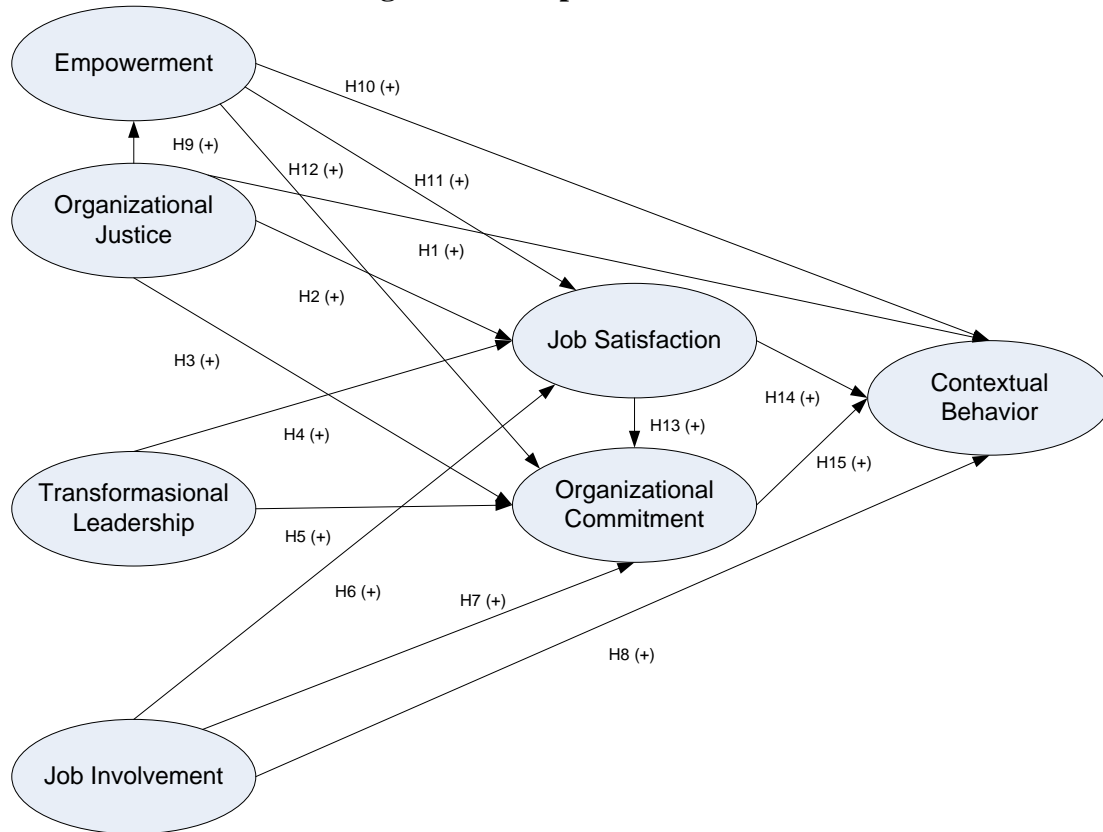 Empowerment
H10 (+)
H9 (+)
H12 (+)
H11 (+)
Organizational
Justice
H1 (+)
H2 (+)
Job Satisfaction
H3 (+)
Contextual
Behavior
H14 (+)
H4 (+)
H13 (+)
H15 (+)
Transformasional
Leadership
Organizational
Commitment
H5 (+)
H6 (+)
H7 (+)
H8 (+)
Job Involvement